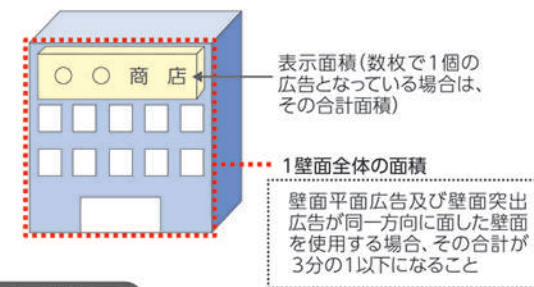 ○ ○ 商 店
表示面積(数枚で1個の
広告となっている場合は、
その合計面積)
1壁面全体の面積
壁面平面広告及び壁面突出
広告が同一方向に面した壁面
を使用する場合、その合計が
3分の1以下になること